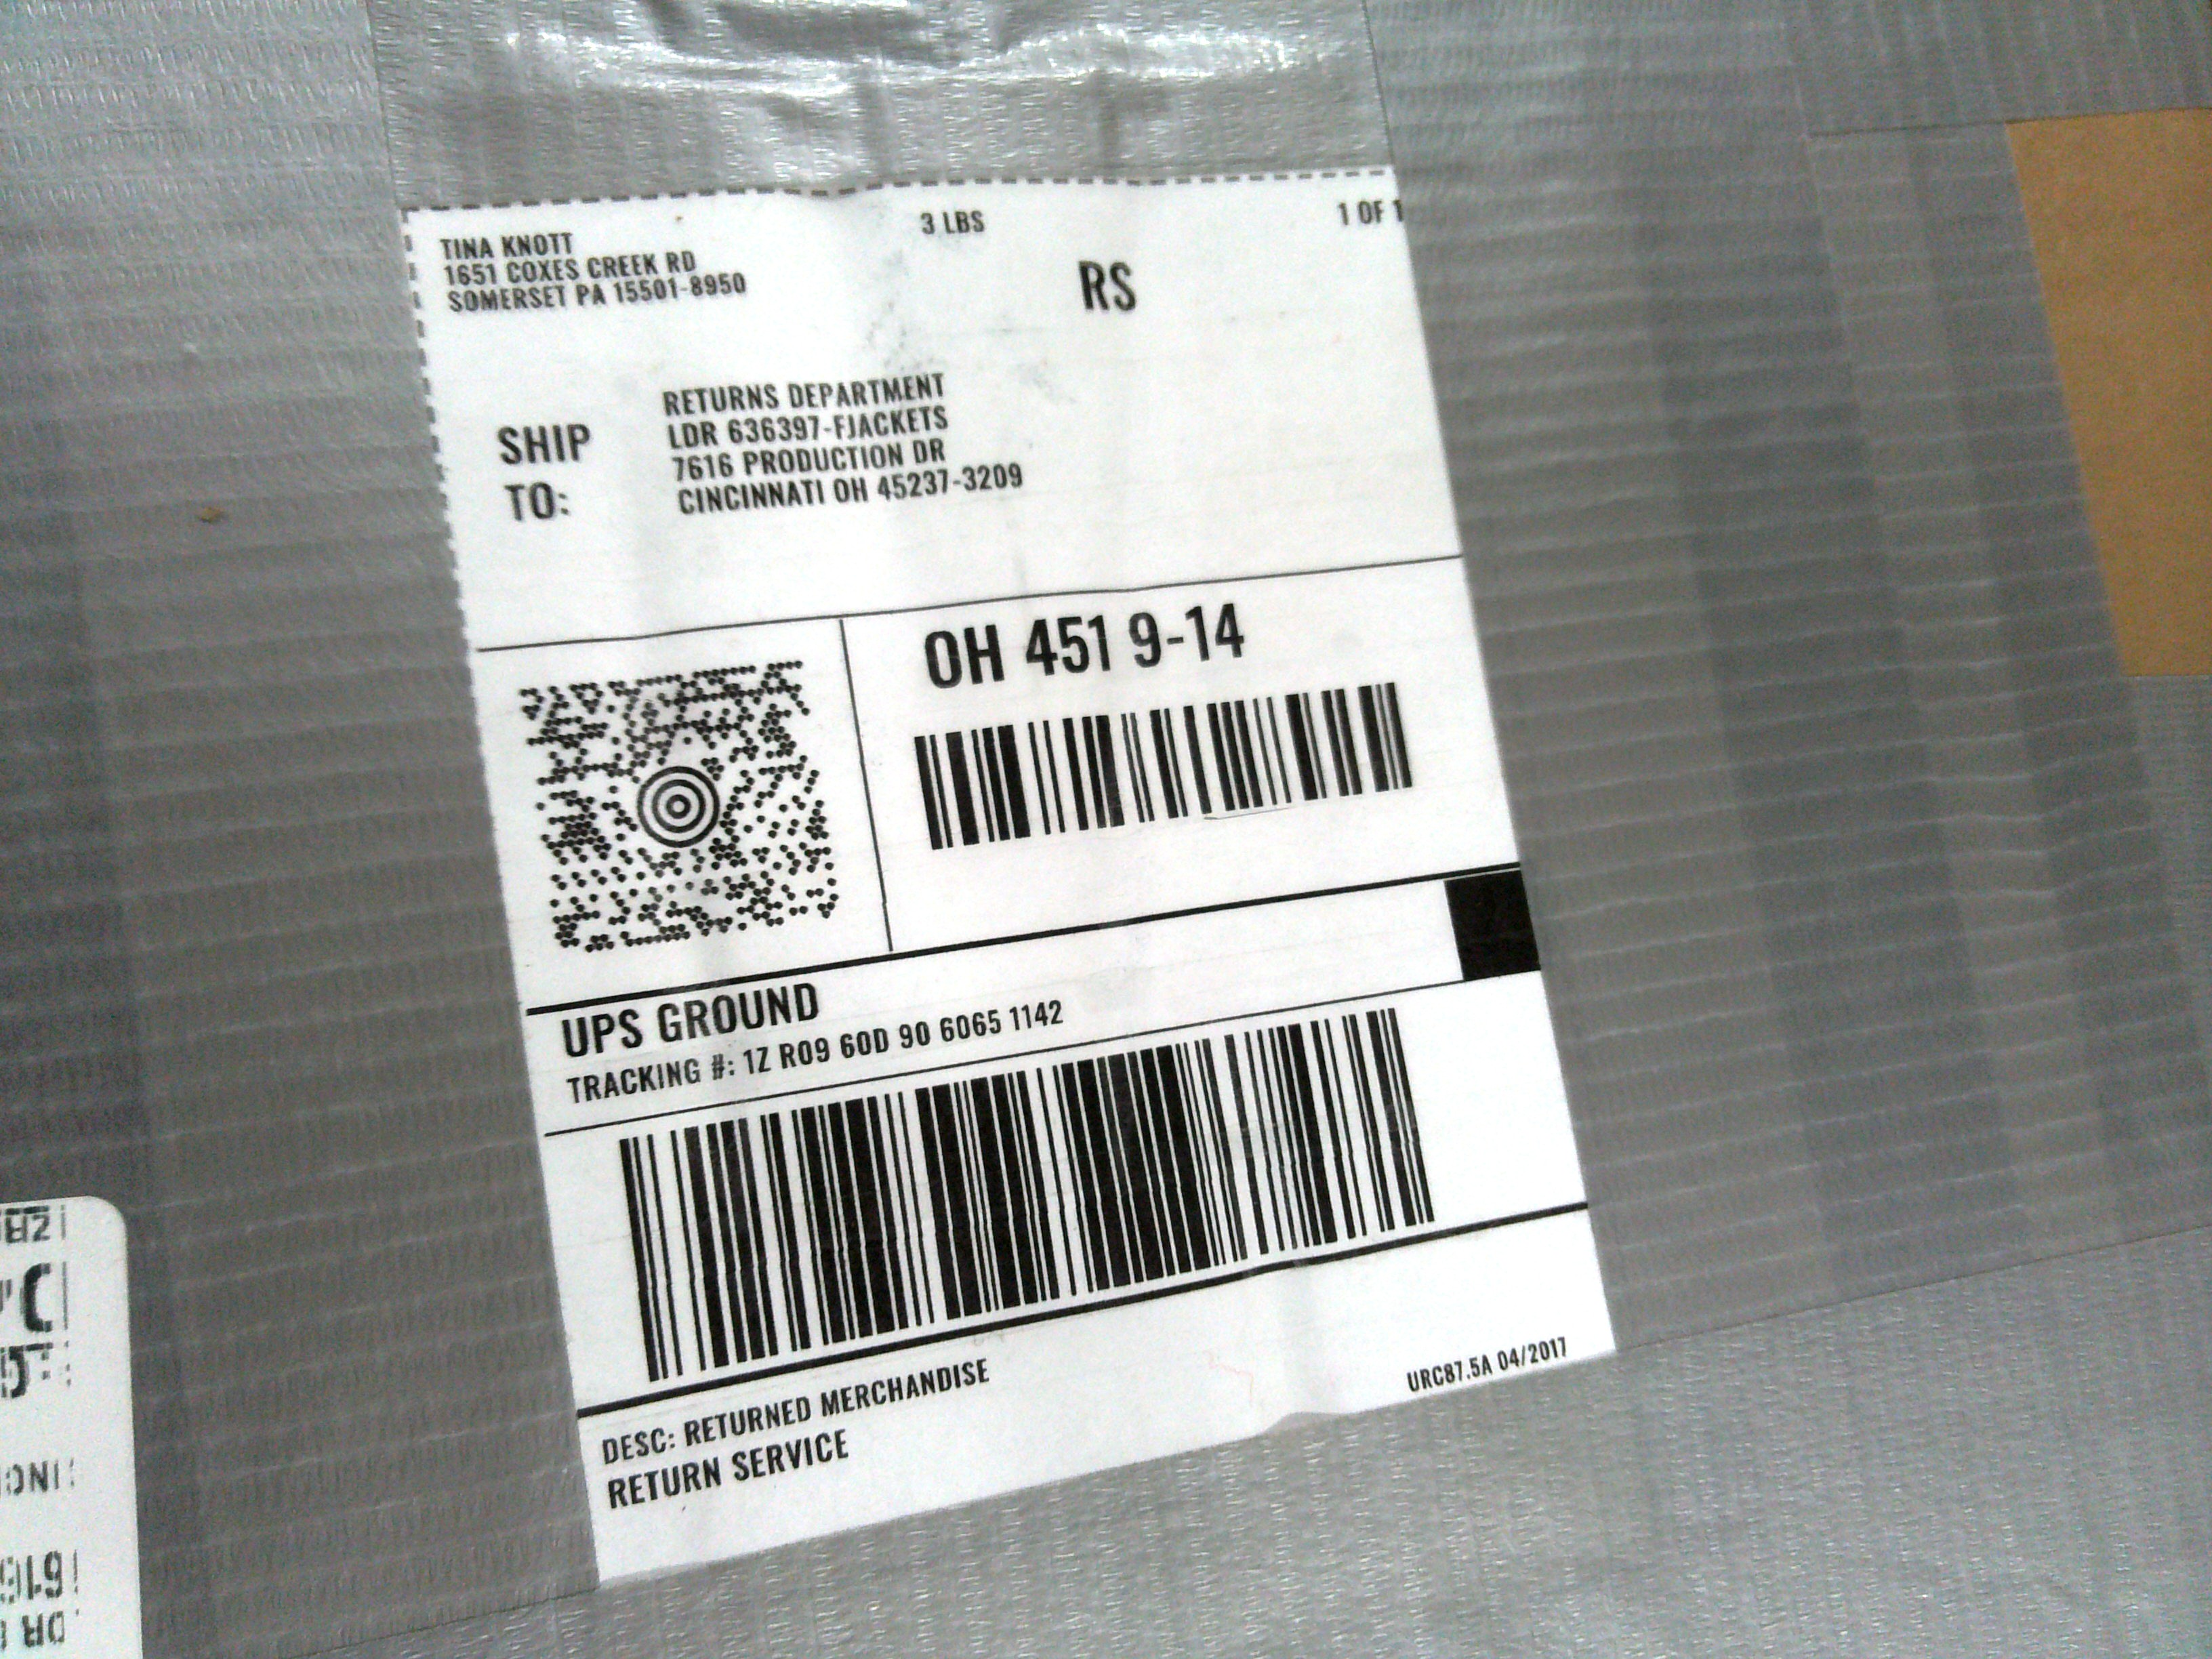 TINA KNOTT
1651 COXES CREEK RD
SOMERSET PA 15501-8950
3 LBS
1 OF 1
RS
SHIP
TO:
RETURNS DEPARTMENT
LDR 636397-FJACKETS
7616 PRODUCTION DR
CINCINNATI OH 45237-3209
OH 451 9-14
UPS GROUND
TRACKING #: 1Z R09 60D 90 6065 1142
DESC: RETURNED MERCHANDISE
RETURN SERVICE
URC87.5A 04/2017